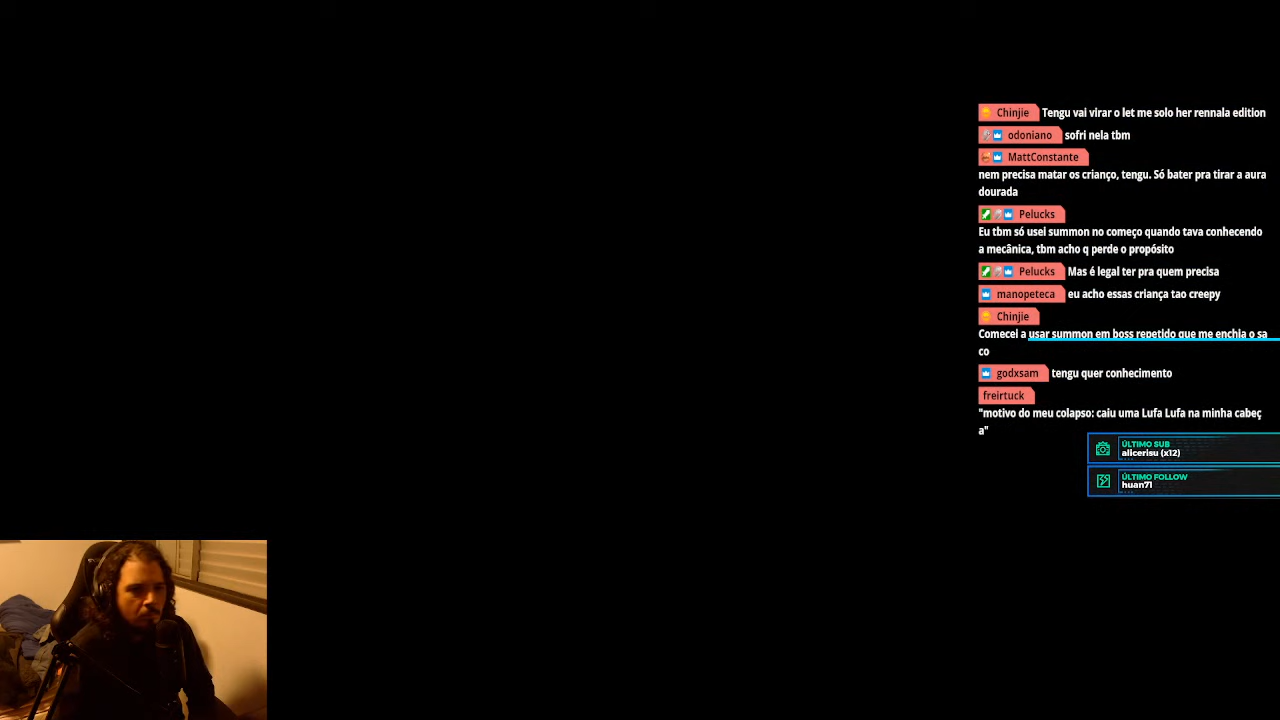 Chinjie Tengu vai virar o let me solo her rennala edition
odoniano sofri nela tbm
MattConstante
nem precisa matar os crianço, tengu. Só bater pra tirar a aura
dourada
Pelucks
Eu tbm só usei summon no começo quando tava conhecendo
a mecânica, tbm acho q perde o propósito
Pelucks Mas é legal ter pra quem precisa
manopeteca eu acho essas criança tao creepy
Chinjie
Comecei a usar summon em boss repetido que me enchia o sa
co
godxsam tengu quer conhecimento
freirtuck
"motivo do meu colapso: caiu uma Lufa Lufa na minha cabeç
a"
ÚLTIMO SUB
alicerisu (x12)
ÚLTIMO FOLLOW
huan71